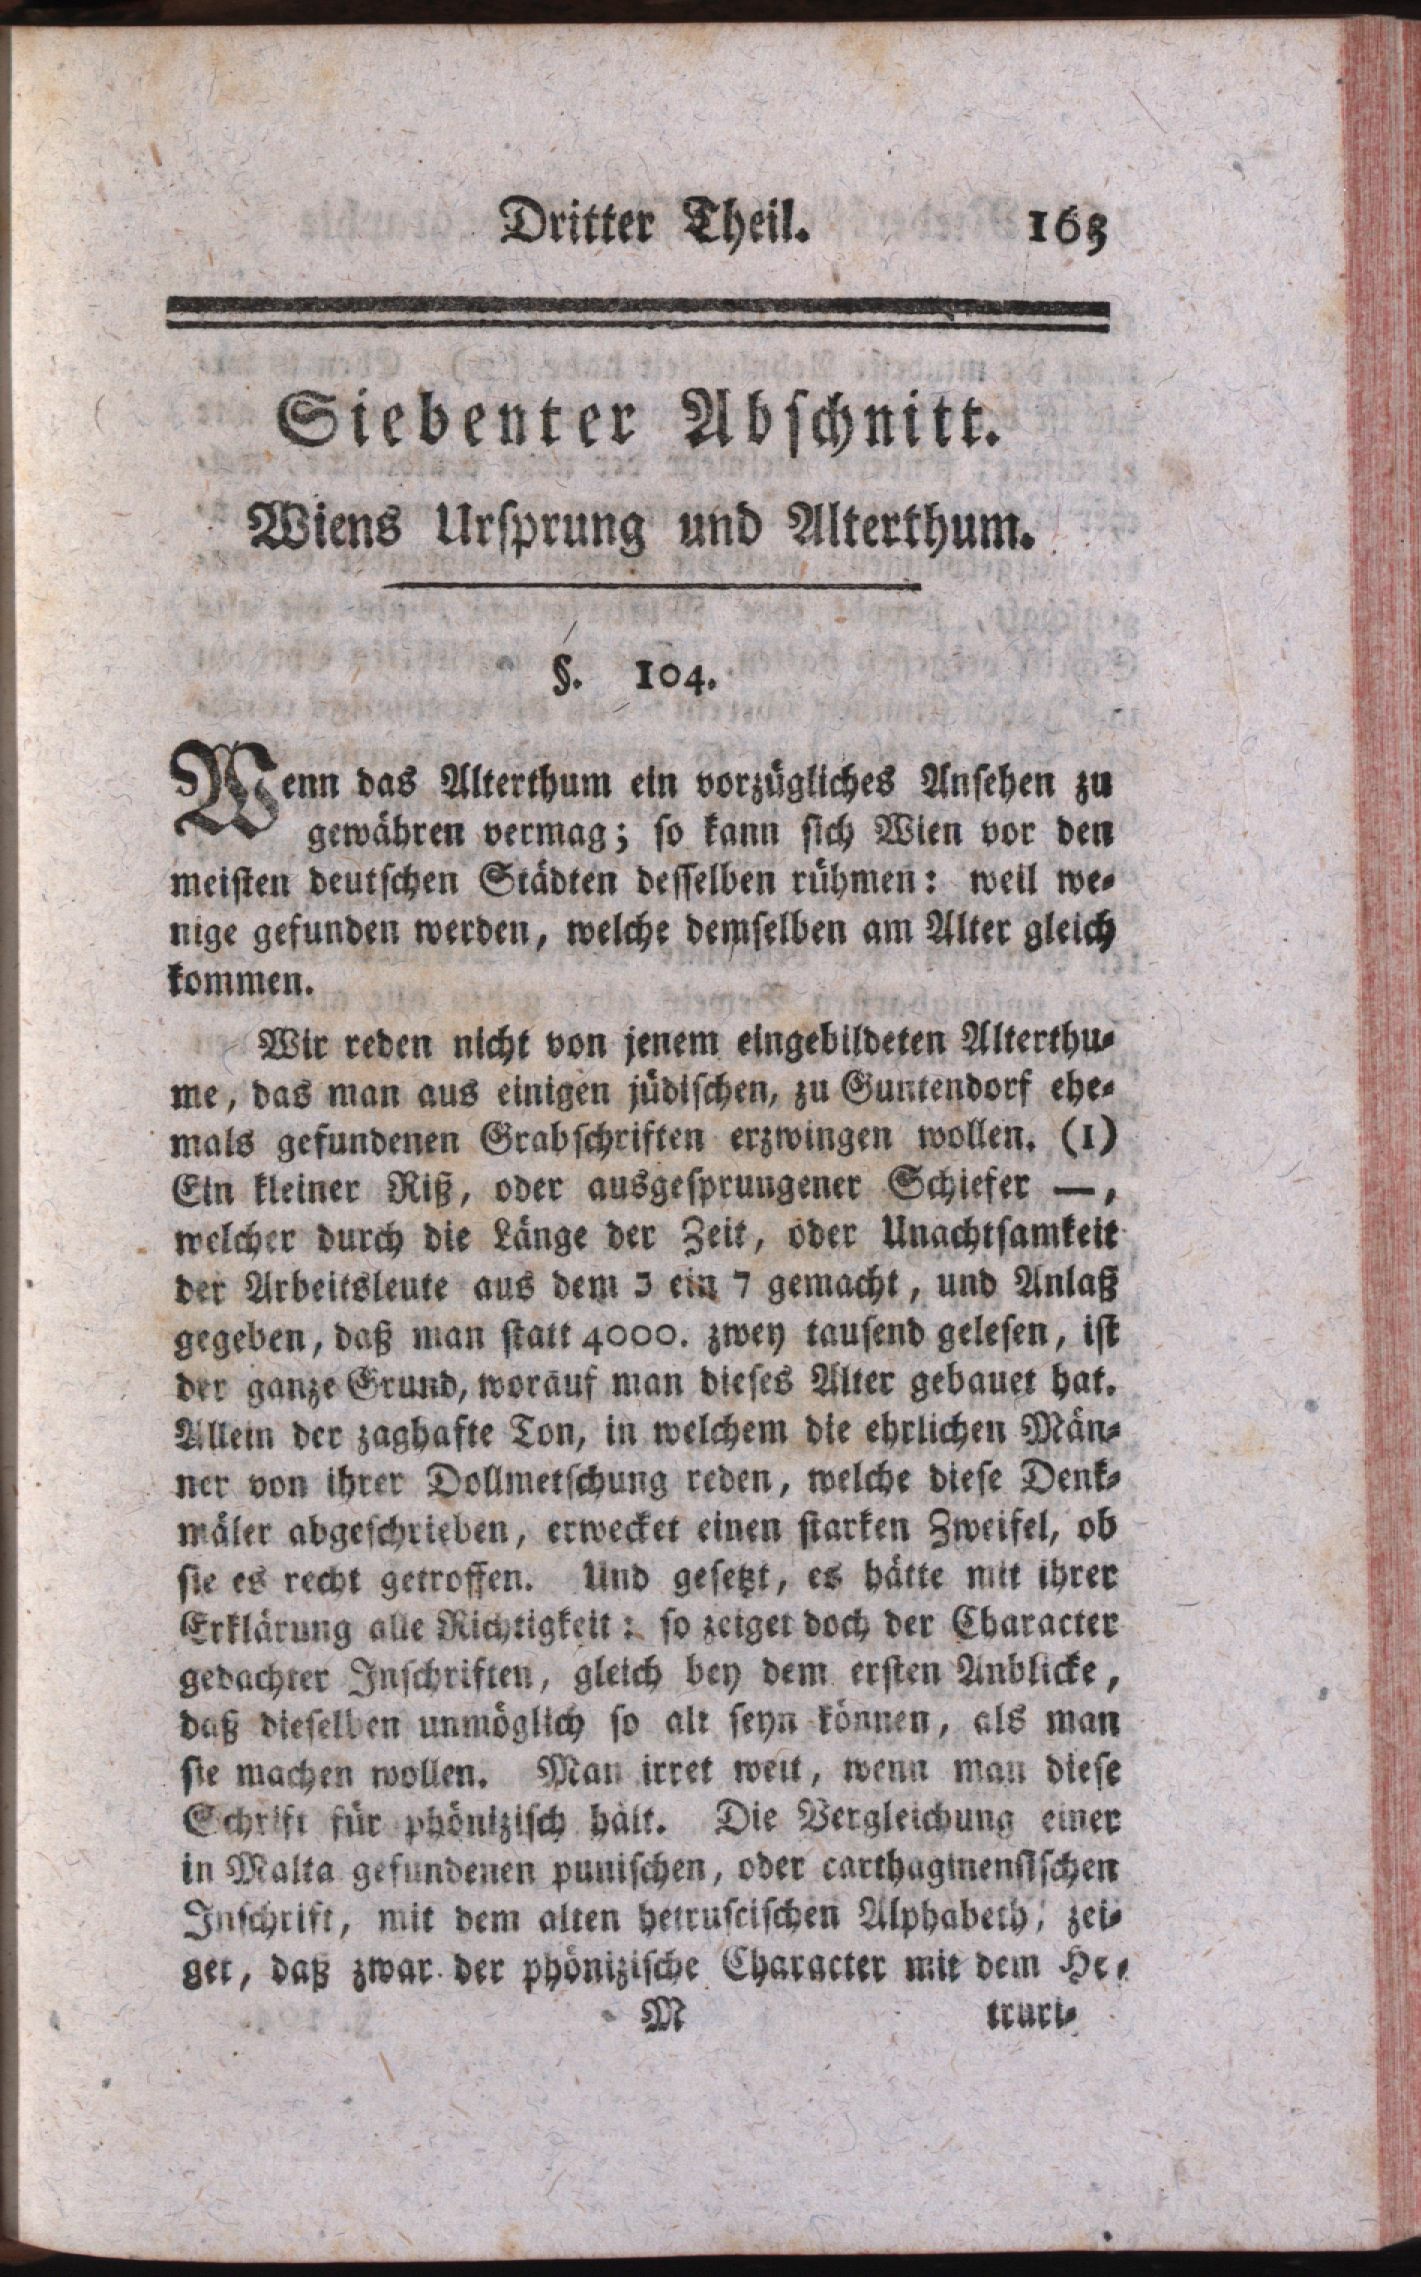 Dritter Theil. 163
Siebenter Abschnitt.
Wiens Ursprung und Alterthum.
§. 104.
Wenn das Alterthum ein vorzügliches Ansehen zu
gewähren vermag; so kann sich Wien vor den
meisten deutschen Städten desselben rühmen: weil we-
nige gefunden werden, welche demselben am Alter gleich
kommen.
Wir reden nicht von jenem eingebildeten Alterthu-
me, das man aus einigen jüdischen, zu Guntendorf ehe-
mals gefundenen Grabschriften erzwingen wollen. (1)
Ein kleiner Riß, oder ausgesprungener Schiefer —,
welcher durch die Länge der Zeit, oder Unachtsamkeit
der Arbeitsleute aus dem 3 ein 7 gemacht, und Anlaß
gegeben, daß man statt 4000. zwey tausend gelesen, ist
der ganze Grund, worauf man dieses Alter gebauet hat.
Allein der zaghafte Ton, in welchem die ehrlichen Män-
ner von ihrer Dollmetschung reden, welche diese Denk-
mäler abgeschrieben, erwecket einen starken Zweifel, ob
sie es recht getroffen. Und gesetzt, es hätte mit ihrer
Erklärung alle Richtigkeit: so zeiget doch der Character
gedachter Inschriften, gleich bey dem ersten Anblicke,
daß dieselben unmöglich so alt seyn können, als man
sie machen wollen. Man irret weit, wenn man diese
Schrift für phönizisch hält. Die Vergleichung einer
in Malta gefundenen punischen, oder carthaginensischen
Inschrift, mit dem alten hetruscischen Alphabeth, zei-
get, daß zwar der phönizische Character mit dem He-
M truri-